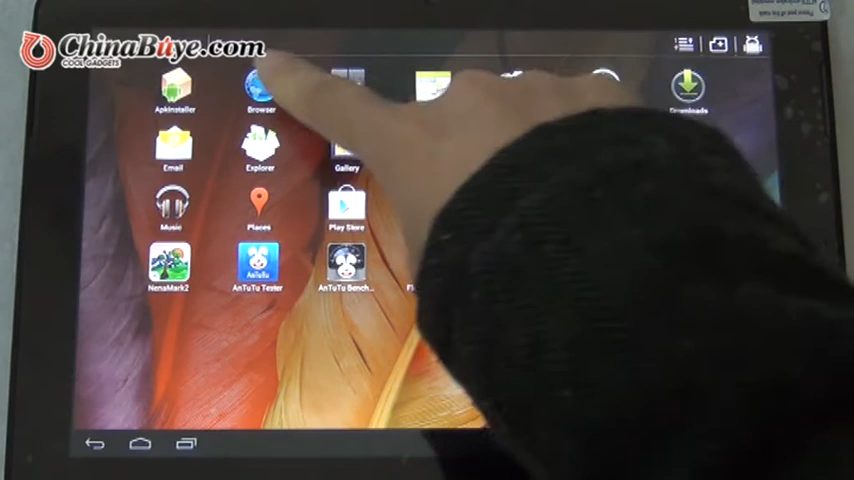 ChinaBuye.com
COOL GADGETS
ApkInstaller
Browser
Downloads
Email
Explorer
Gallery
Music
Places
Play Store
NenaMark2
AnTuTu
AnTuTu Tester
AnTuTu Bench...